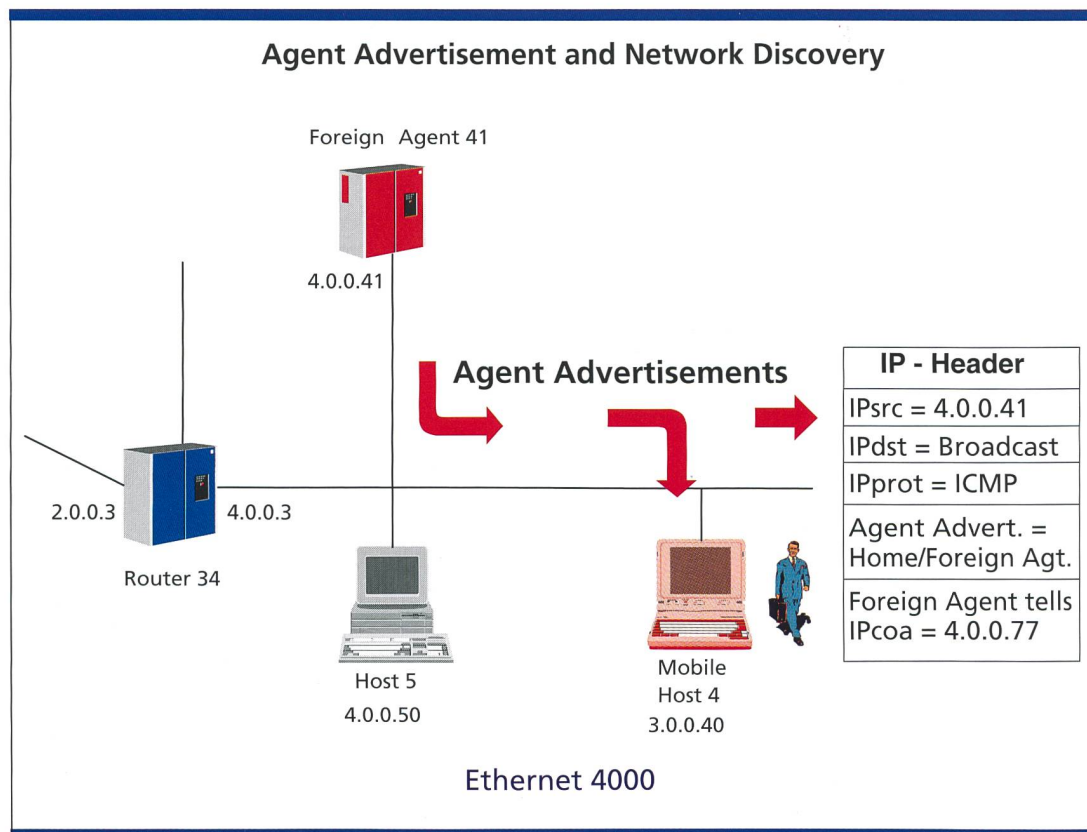 Agent Advertisement and Network Discovery
Foreign Agent 41
4.0.0.41
Agent Advertisements
IP - Header
IPsrc = 4.0.0.41
IPdst = Broadcast
IPprot = ICMP
Agent Advert. =
Home/Foreign Agt.
Foreign Agent tells
IPcoa = 4.0.0.77
2.0.0.3
4.0.0.3
Router 34
Host 5
4.0.0.50
Mobile
Host 4
3.0.0.40
Ethernet 4000